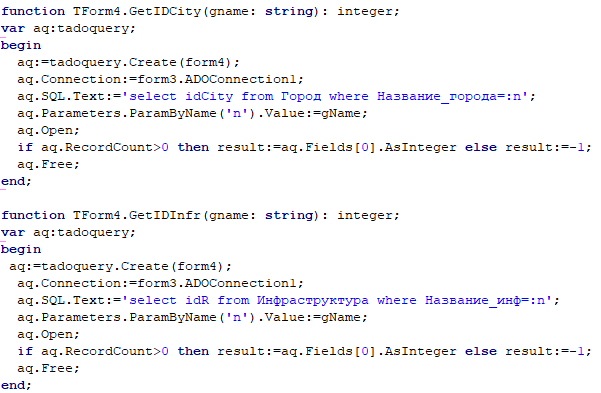 function TForm4.GetIDCity(gname: string): integer;
var aq:tadoquery;
begin
  aq:=tadoquery.Create(form4);
  aq.Connection:=form3.ADOConnection1;
  aq.SQL.Text:='select idCity from Город where Название_города=:n';
  aq.Parameters.ParamByName('n').Value:=gName;
  aq.Open;
  if aq.RecordCount>0 then result:=aq.Fields[0].AsInteger else result:=-1;
  aq.Free;
end;
function TForm4.GetIDInfr(gname: string): integer;
var aq:tadoquery;
begin
 aq:=tadoquery.Create(form4);
  aq.Connection:=form3.ADOConnection1;
  aq.SQL.Text:='select idR from Инфраструктура where Название_инф=:n';
  aq.Parameters.ParamByName('n').Value:=gName;
  aq.Open;
  if aq.RecordCount>0 then result:=aq.Fields[0].AsInteger else result:=-1;
  aq.Free;
end;